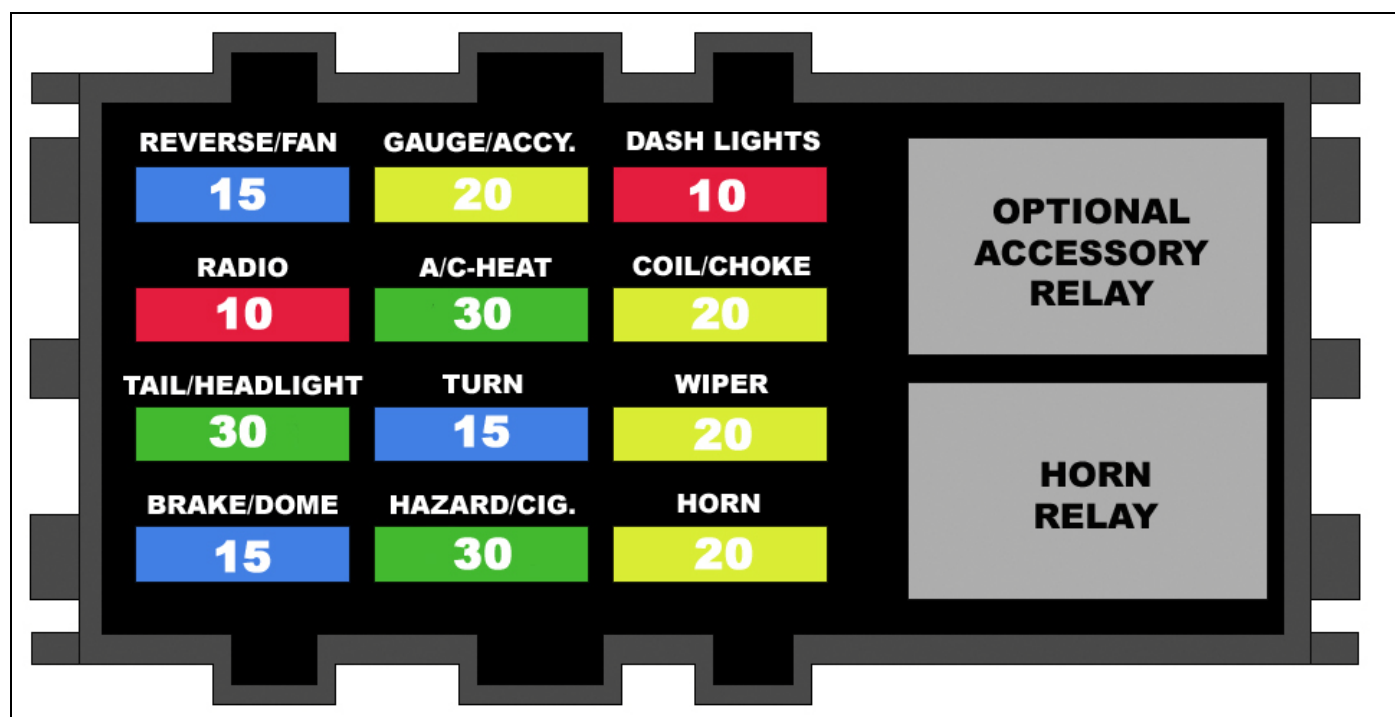 REVERSE/FAN
GAUGE/ACCY.
DASH LIGHTS
15
20
10
RADIO
A/C-HEAT
COIL/CHOKE
10
30
20
TAIL/HEADLIGHT
TURN
WIPER
30
15
20
BRAKE/DOME
HAZARD/CIG.
HORN
15
30
20
OPTIONAL
ACCESSORY
RELAY
HORN
RELAY